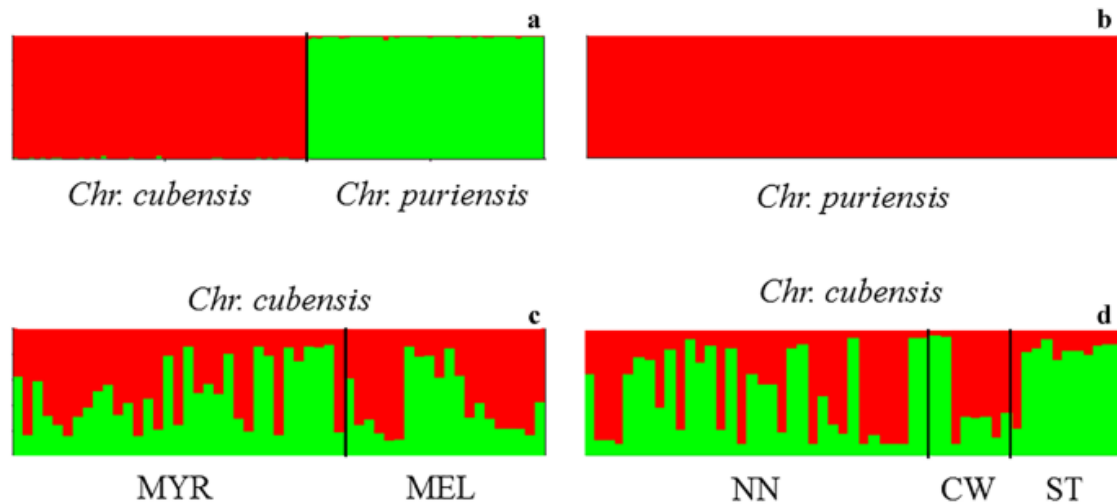 a
b
Chr. cubensis Chr. puriensis
Chr. puriensis
Chr. cubensis
c
Chr. cubensis
d
MYR MEL
NN CW ST